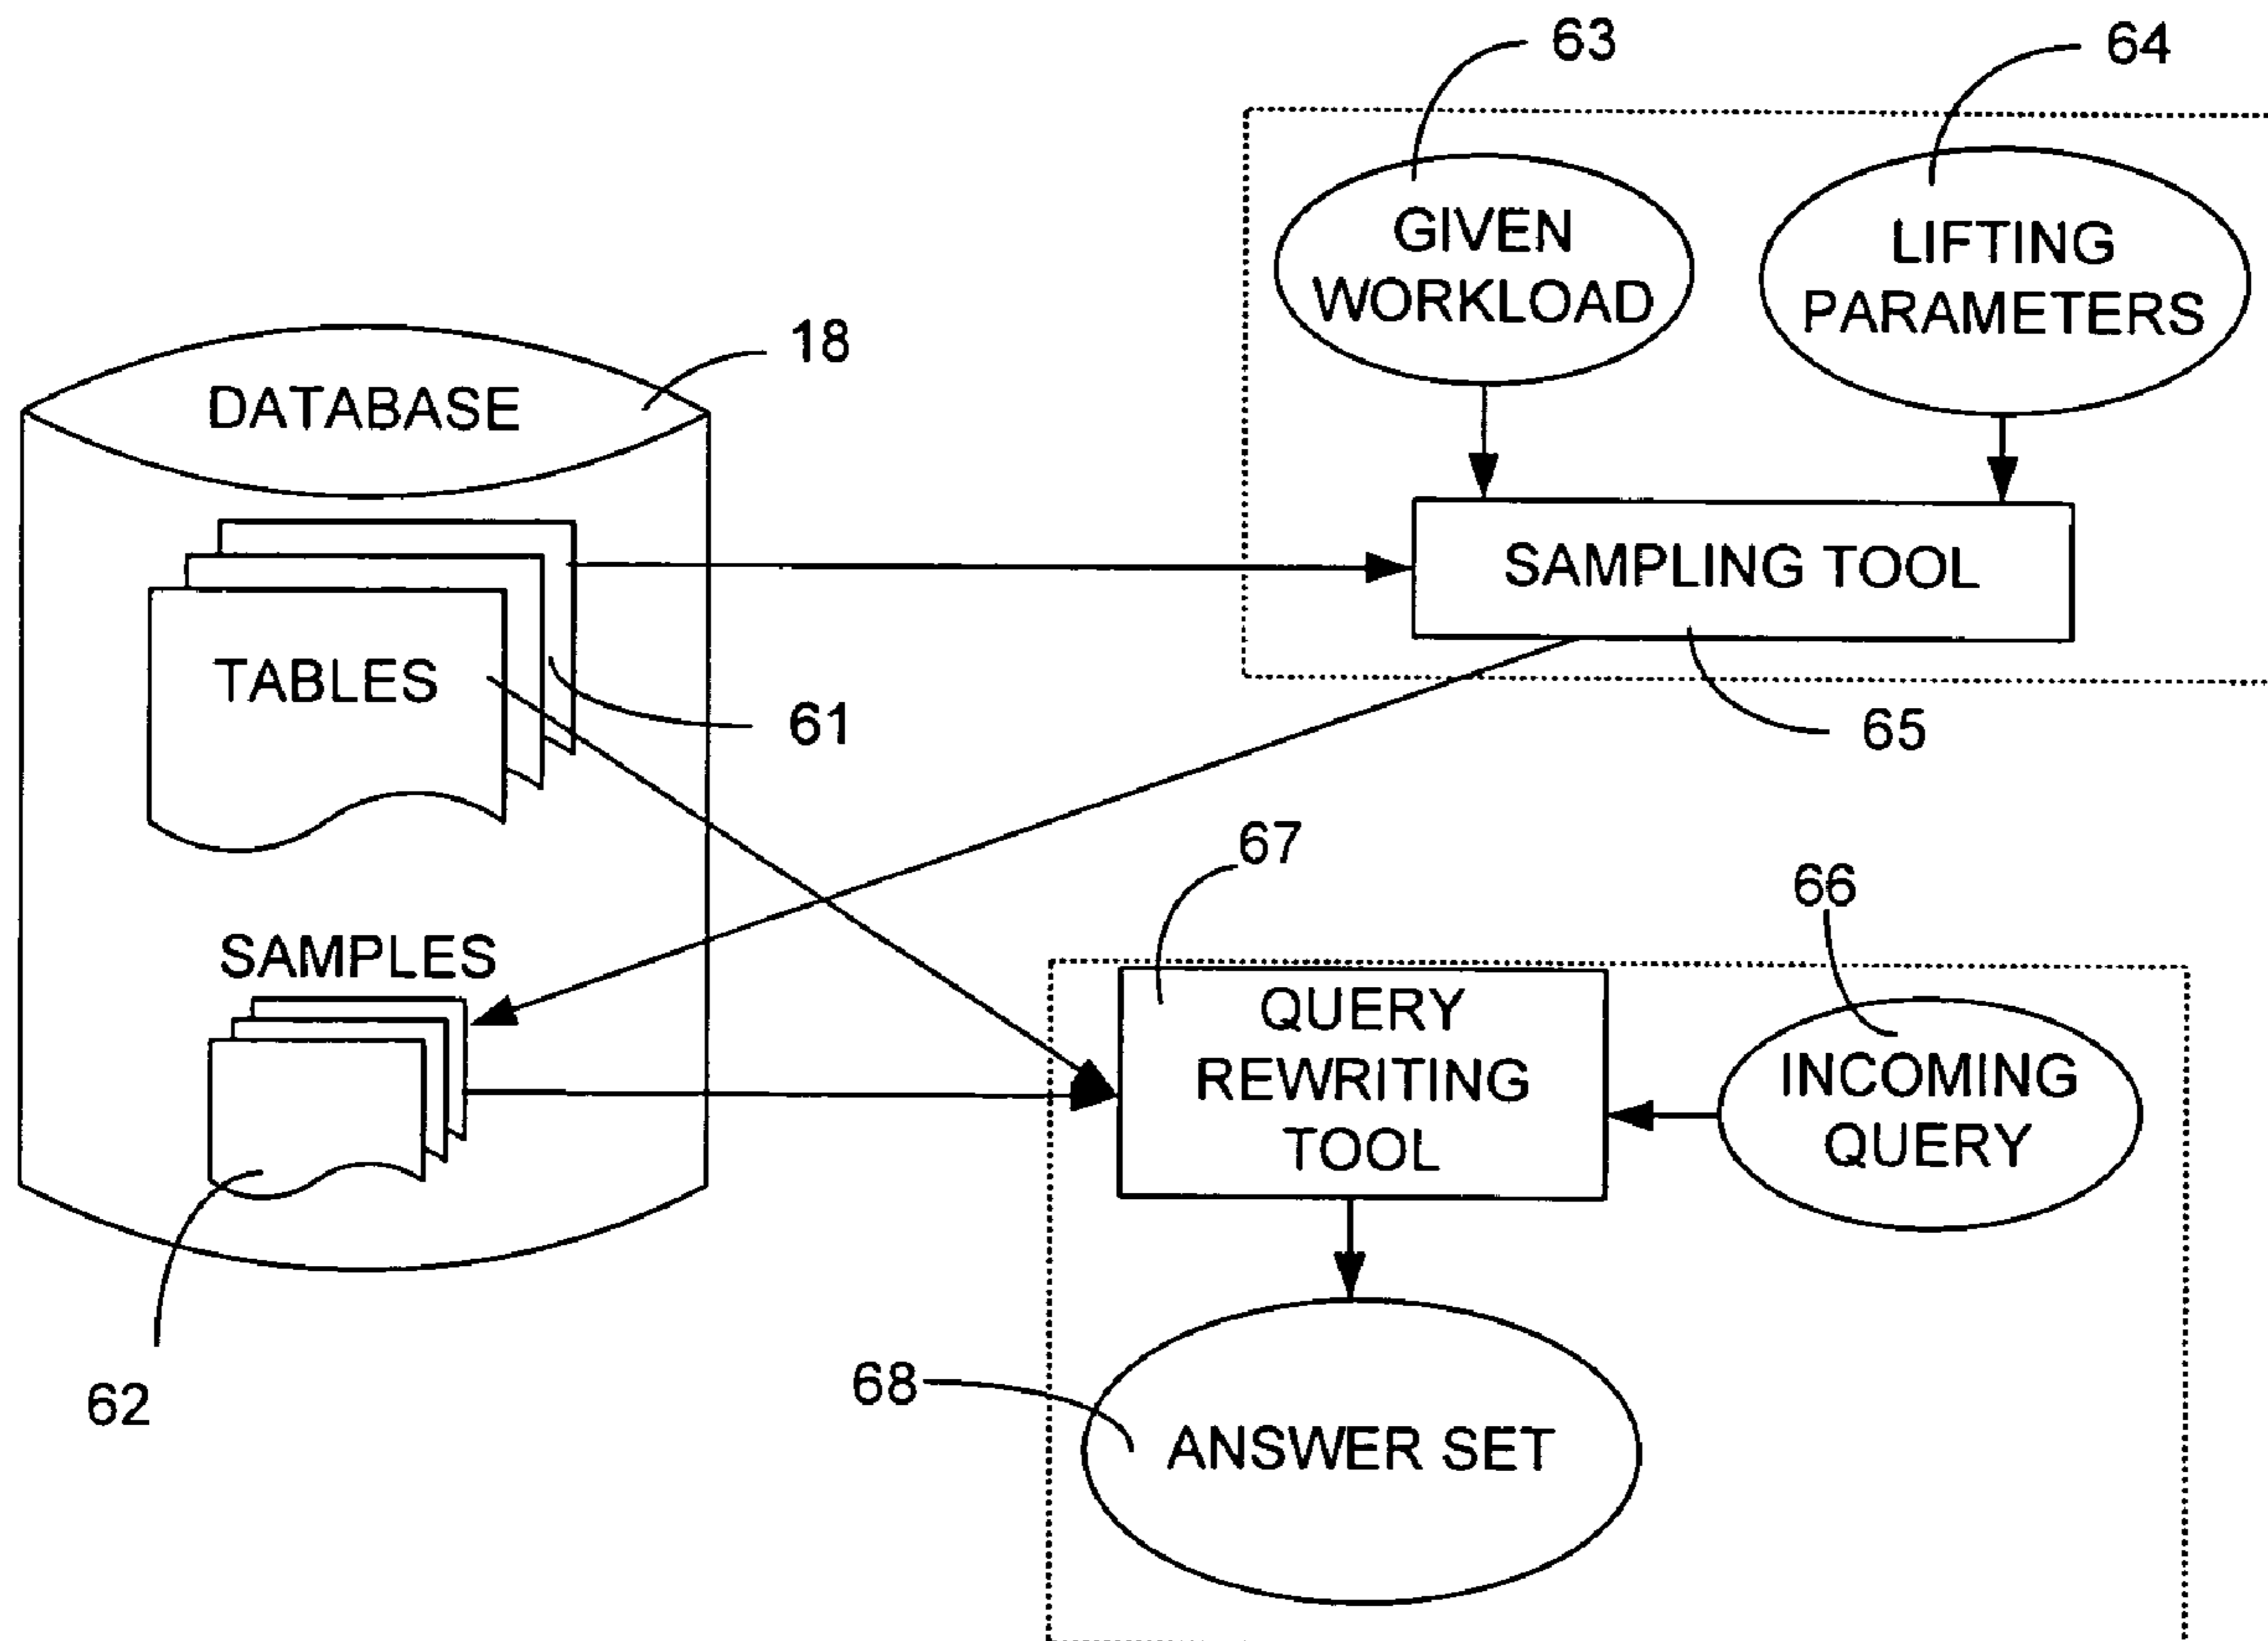 63
64
GIVEN
WORKLOAD
LIFTING
PARAMETERS
18
DATABASE
SAMPLING TOOL
TABLES
61
65
67
66
SAMPLES
QUERY
REWRITING
TOOL
INCOMING
QUERY
62
68
ANSWER SET